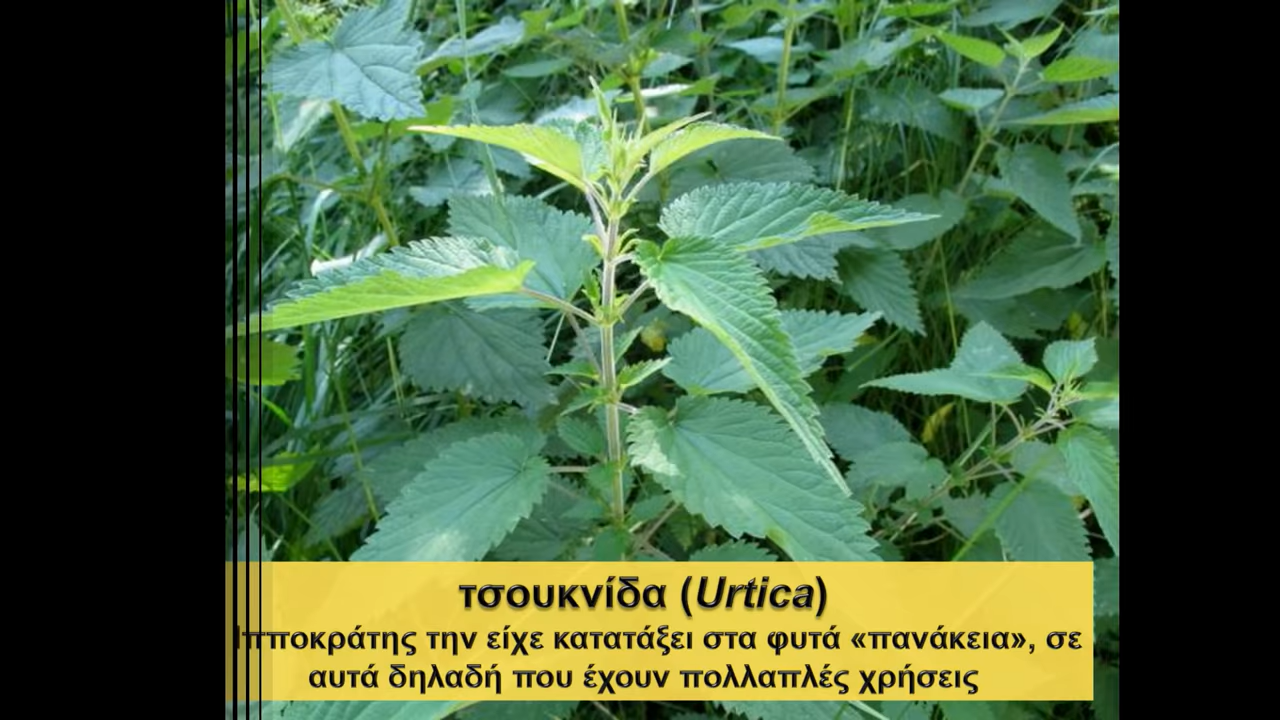 τσουκνίδα (Urtica)
Ιπποκράτης την είχε κατατάξει στα φυτά «πανάκεια», σε
αυτά δηλαδή που έχουν πολλαπλές χρήσεις